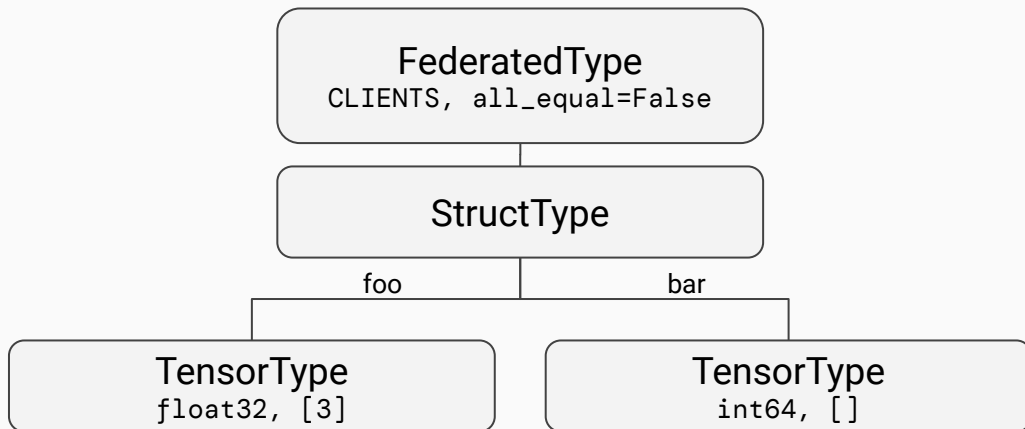 FederatedType
CLIENTS, all_equal=False
StructType
foo
bar
TensorType
float32, [3]
TensorType
int64, []